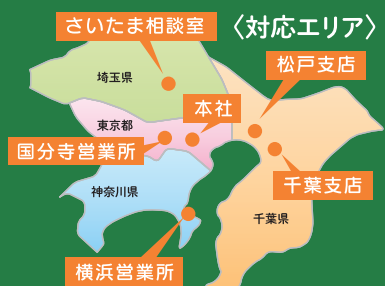 さいたま相談室
〈対応エリア〉
松戸支店
埼玉県
本社
東京都
国分寺営業所
千葉支店
神奈川県
千葉県
横浜営業所